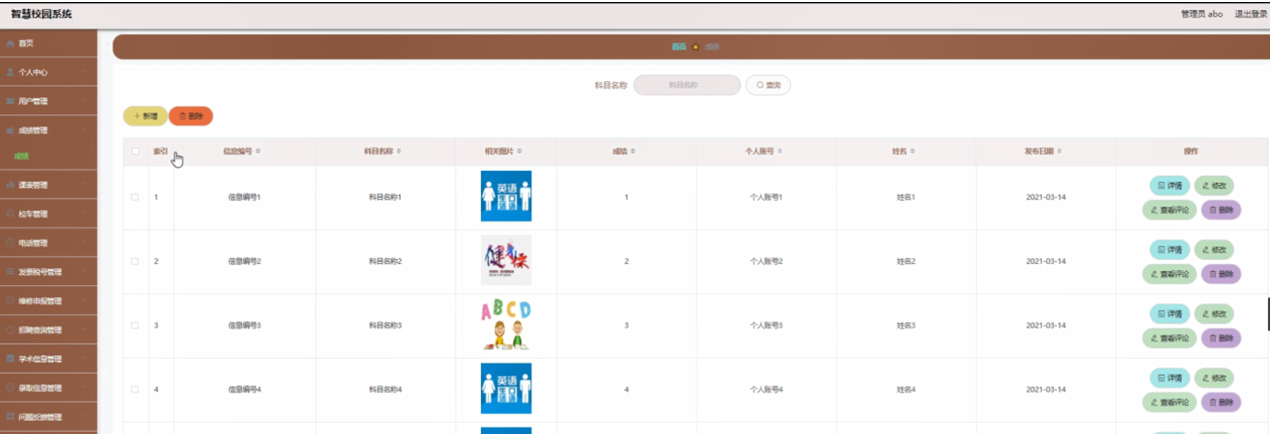 智慧校园系统
管理员 abo 退出登录
首页
个人中心
用户管理
成绩管理
成绩
课表管理
校车管理
电话管理
发票税号管理
维修申报管理
招聘查询管理
学术信息管理
录取信息管理
问题反馈管理
首页 成绩
科目名称 科目名称 查询
新增 删除
索引 信息编号 科目名称 相关图片 成绩 个人账号 姓名 发布日期 操作
1 信息编号1 科目名称1 英语 1 个人账号1 姓名1 2021-03-14 详情 修改
查看评论 删除
2 信息编号2 科目名称2 健美操 2 个人账号2 姓名2 2021-03-14 详情 修改
查看评论 删除
3 信息编号3 科目名称3 ABCD 3 个人账号3 姓名3 2021-03-14 详情 修改
查看评论 删除
4 信息编号4 科目名称4 英语 4 个人账号4 姓名4 2021-03-14 详情 修改
查看评论 删除